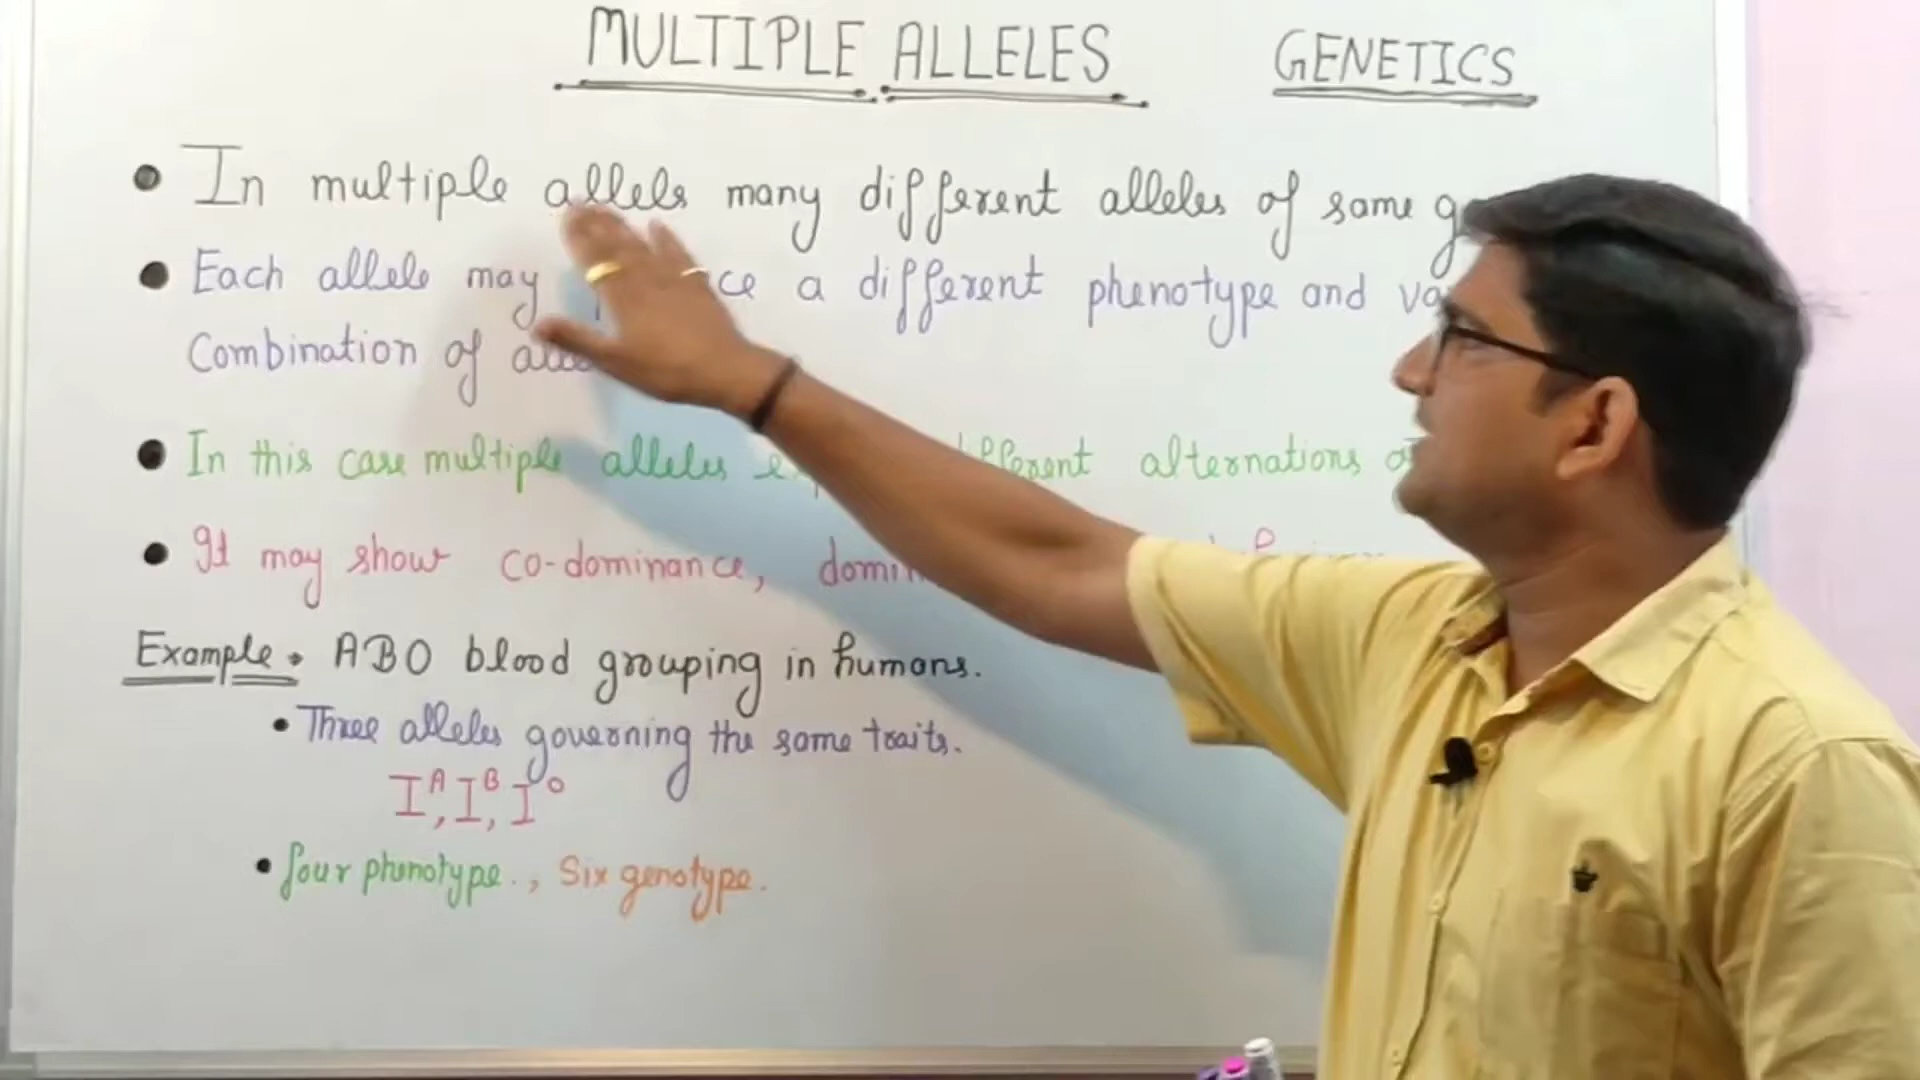 MULTIPLE ALLELES GENETICS
In multiple allels many different alleles of same
Each allele may a different phenotype and
Combination of
In this case multiple alleles alternations
It may show co-dominance,
Example. ABO blood grouping in humans.
Three alleles governing the same traits.
I^A, I^B, I^O
four phenotype., Six genotype.